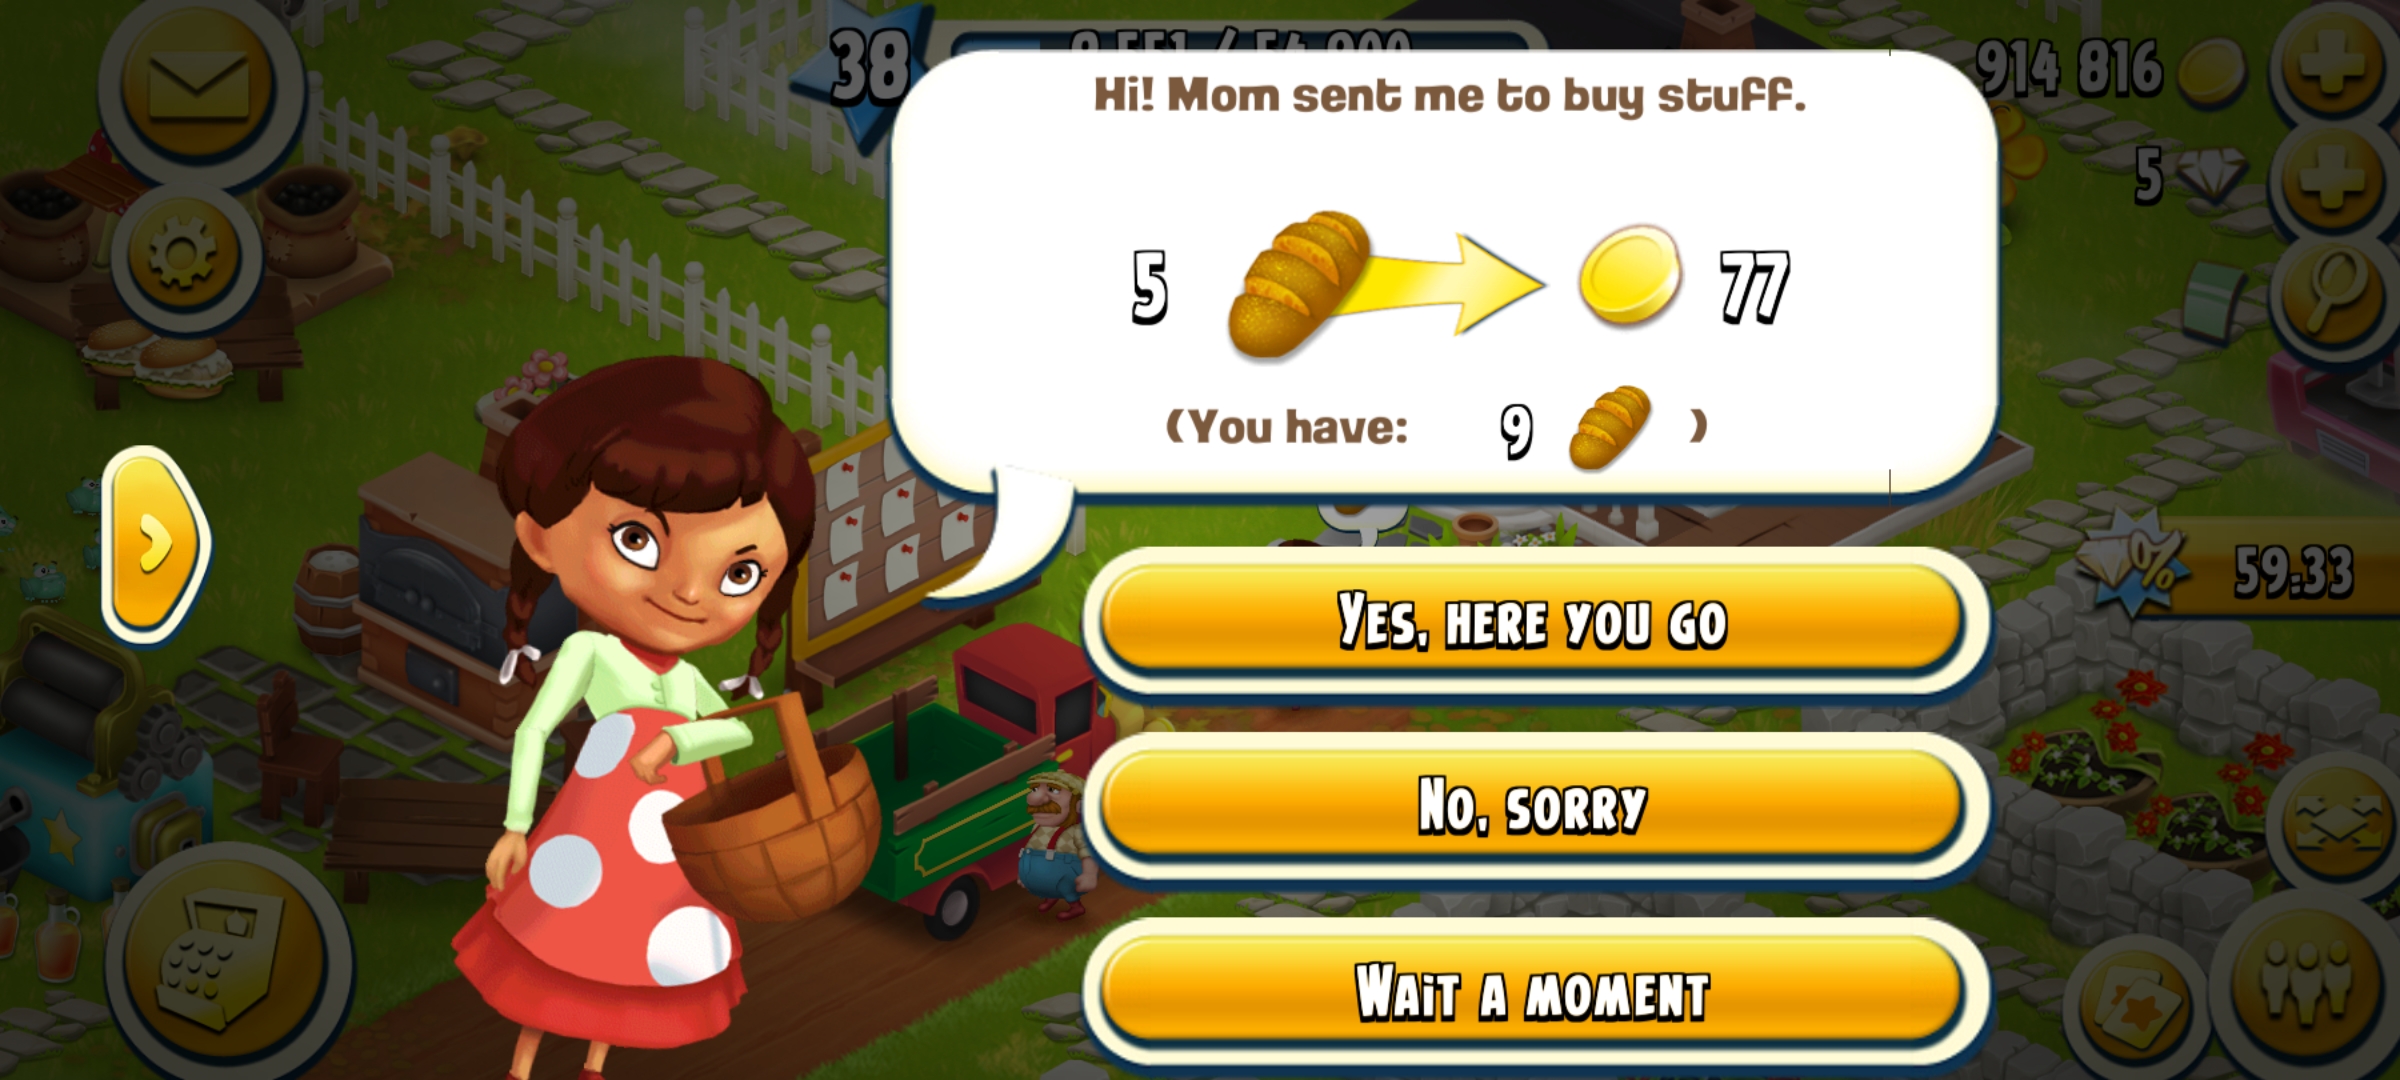 38
914 816
Hi! Mom sent me to buy stuff.
5
5 77
(You have: 9 )
0%
59:33
Yes, here you go
No, sorry
Wait a moment